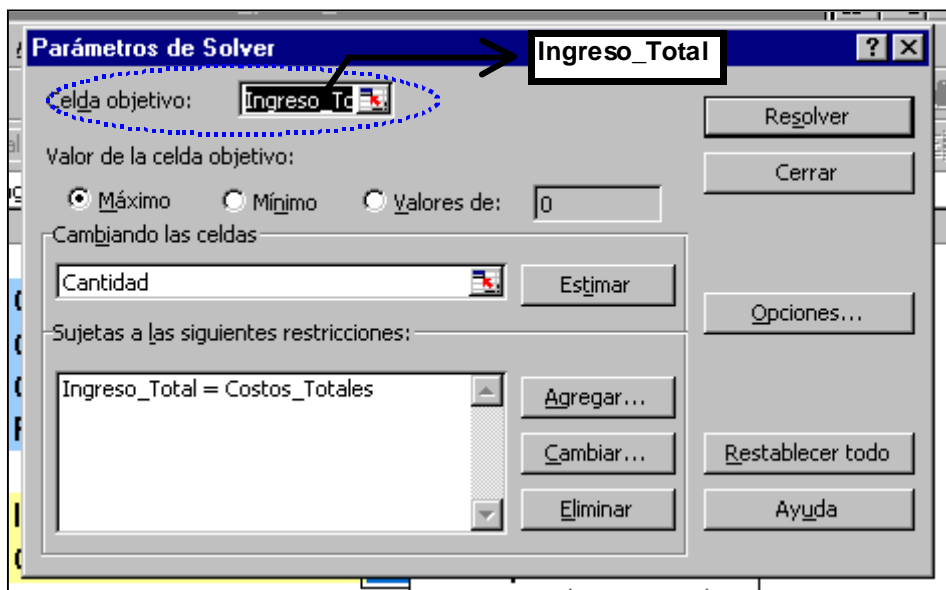 Parámetros de Solver
Ingreso_Total
Celda objetivo:
Ingreso_To
Resolver
Valor de la celda objetivo:
Cerrar
Máximo
Mínimo
Valores de:
0
Cambiando las celdas
Cantidad
Estimar
Opciones...
Sujetas a las siguientes restricciones:
Ingreso_Total = Costos_Totales
Agregar...
Cambiar...
Restablecer todo
Eliminar
Ayuda